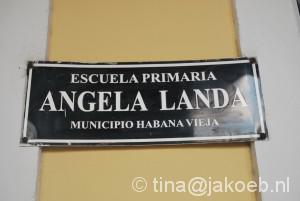 ESCUELA PRIMARIA
ANGELA LANDA
MUNICIPIO HABANA VIEJA
© tina@jakoeb.nl